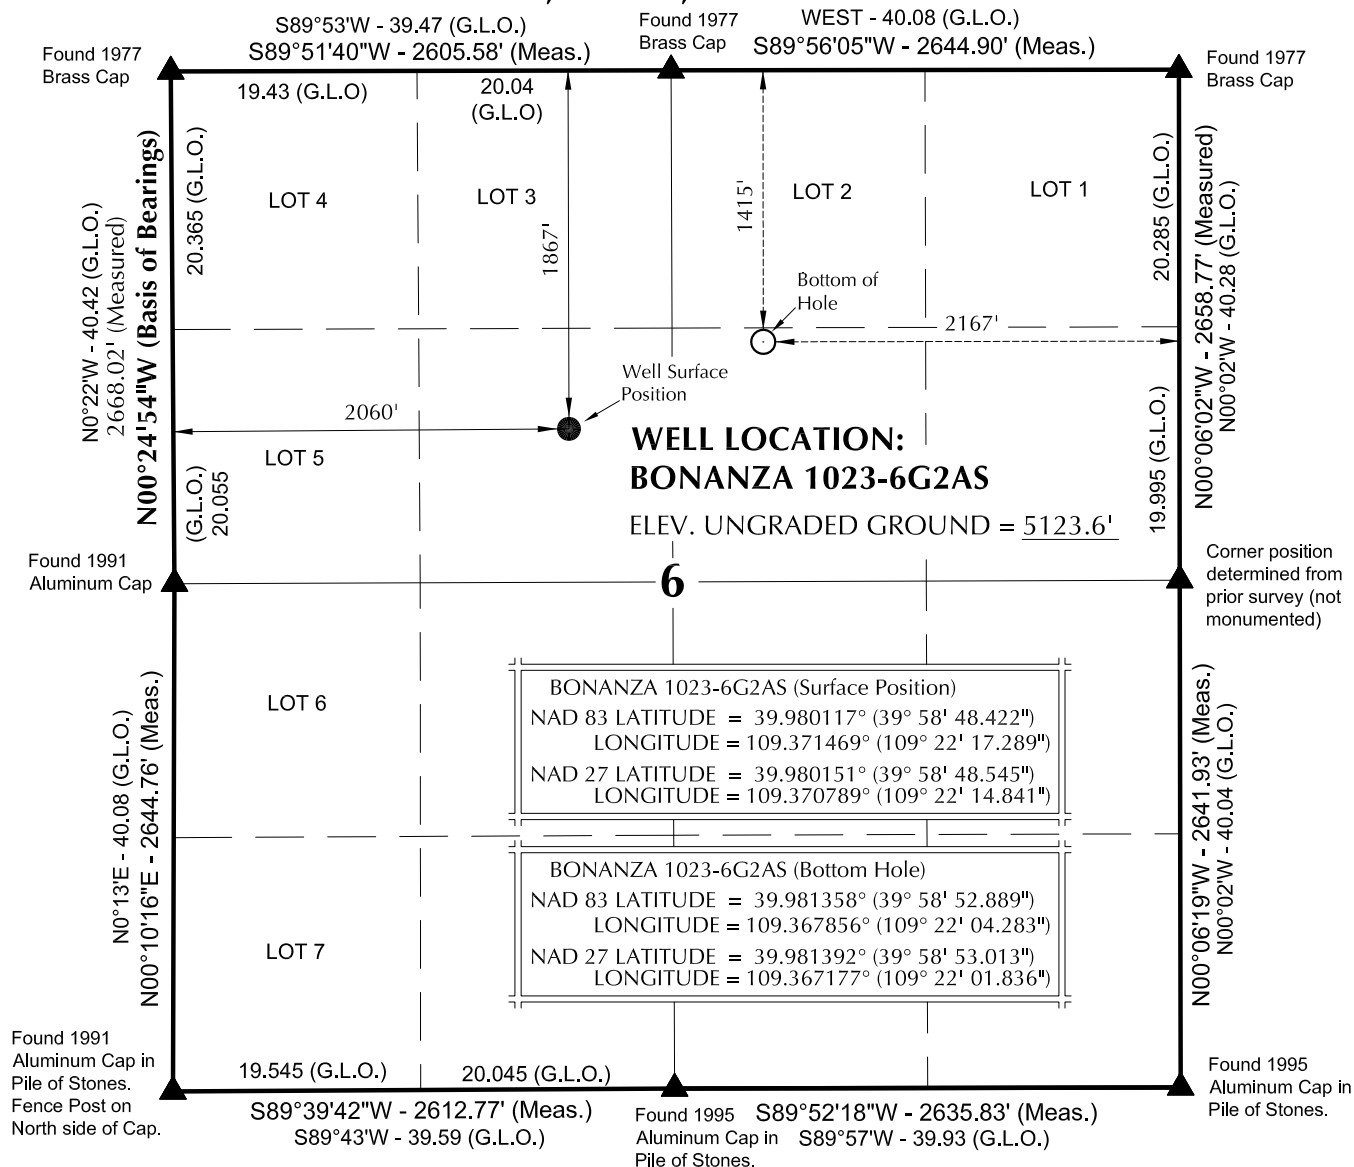 S89°53'W - 39.47 (G.L.O.)
S89°51'40"W - 2605.58' (Meas.)
Found 1977
Brass Cap
WEST - 40.08 (G.L.O.)
S89°56'05"W - 2644.90' (Meas.)
Found 1977
Brass Cap
Found 1977
Brass Cap
19.43 (G.L.O)
20.04
(G.L.O)
LOT 4
LOT 3
LOT 2
LOT 1
N0°22'W - 40.42 (G.L.O.)
2668.02' (Measured)
N00°24'54"W (Basis of Bearings)
20.365 (G.L.O.)
1867'
1415'
20.285 (G.L.O.)
N00°06'02"W - 2658.77' (Measured)
N00°02'W - 40.28 (G.L.O.)
Bottom of
Hole
2167'
Well Surface
Position
2060'
LOT 5
(G.L.O.)
20.055
19.995 (G.L.O.)
WELL LOCATION:
BONANZA 1023-6G2AS
ELEV. UNGRADED GROUND = 5123.6'
Found 1991
Aluminum Cap
6
Corner position
determined from
prior survey (not
monumented)
LOT 6
N0°13'E - 40.08 (G.L.O.)
N00°10'16"E - 2644.76' (Meas.)
BONANZA 1023-6G2AS (Surface Position)
NAD 83 LATITUDE = 39.980117° (39° 58' 48.422")
LONGITUDE = 109.371469° (109° 22' 17.289")
NAD 27 LATITUDE = 39.980151° (39° 58' 48.545")
LONGITUDE = 109.370789° (109° 22' 14.841")
N00°06'19"W - 2641.93' (Meas.)
N00°02'W - 40.04 (G.L.O.)
BONANZA 1023-6G2AS (Bottom Hole)
NAD 83 LATITUDE = 39.981358° (39° 58' 52.889")
LONGITUDE = 109.367856° (109° 22' 04.283")
NAD 27 LATITUDE = 39.981392° (39° 58' 53.013")
LONGITUDE = 109.367177° (109° 22' 01.836")
LOT 7
Found 1991
Aluminum Cap in
Pile of Stones.
Fence Post on
North side of Cap.
19.545 (G.L.O.)
20.045 (G.L.O.)
S89°39'42"W - 2612.77' (Meas.)
S89°43'W - 39.59 (G.L.O.)
Found 1995
Aluminum Cap in
Pile of Stones.
S89°52'18"W - 2635.83' (Meas.)
S89°57'W - 39.93 (G.L.O.)
Found 1995
Aluminum Cap in
Pile of Stones.